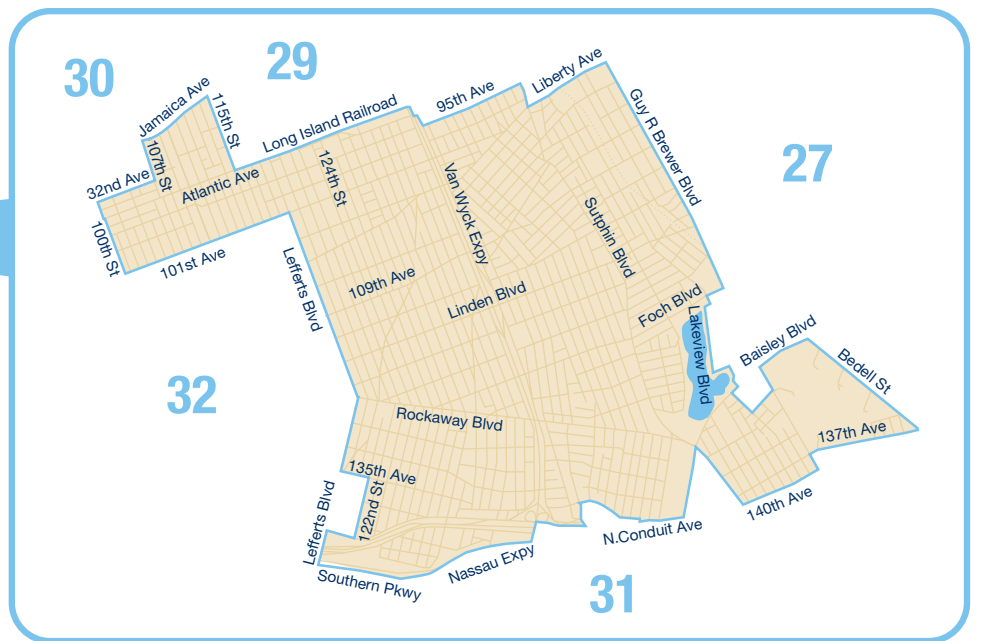 29
30
Liberty Ave
Jamaica Ave
95th Ave
115th St
Long Island Railroad
Guy R Brewer Blvd
107th St
27
32nd Ave
Atlantic Ave
124th St
Van Wyck Expy
Sutphin Blvd
100th St
101st Ave
Lefferts Blvd
109th Ave
Linden Blvd
Foch Blvd
Lakeview Blvd
Baisley Blvd
Bedell St
32
Rockaway Blvd
137th Ave
135th Ave
122nd St
Lefferts Blvd
140th Ave
N.Conduit Ave
Nassau Expy
Southern Pkwy
31